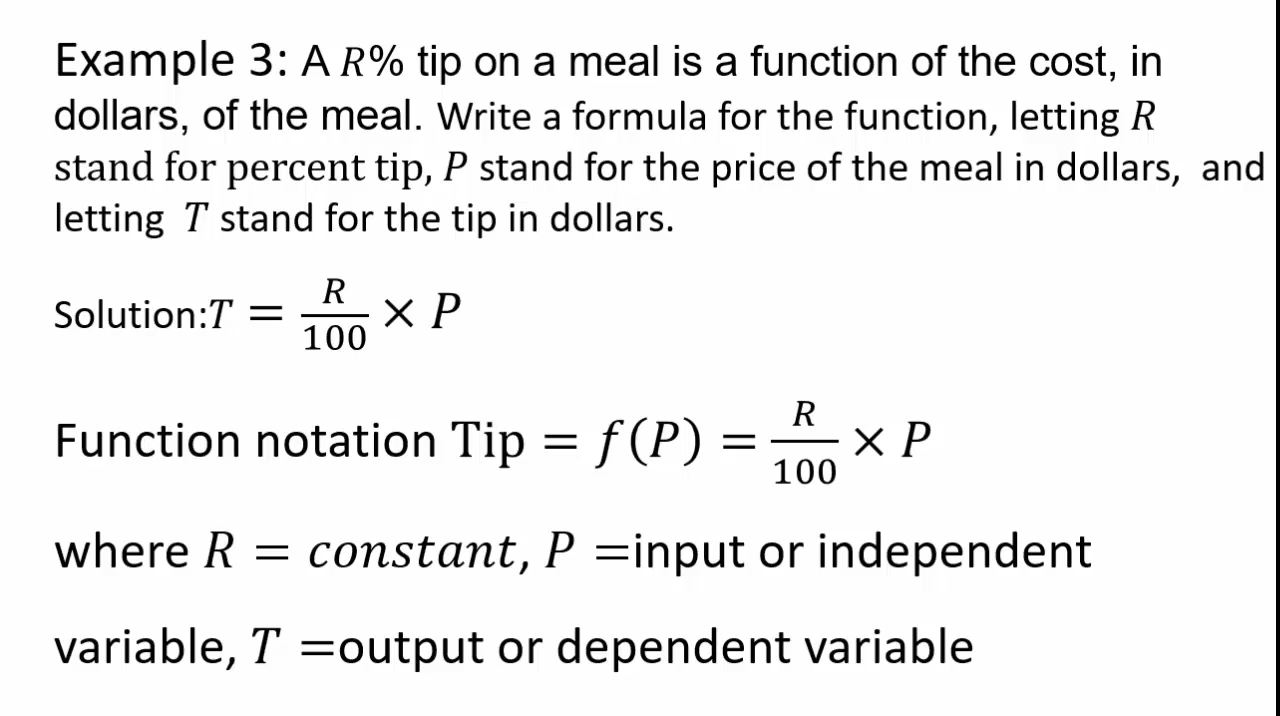 Example 3: A R% tip on a meal is a function of the cost, in
dollars, of the meal. Write a formula for the function, letting R
stand for percent tip, P stand for the price of the meal in dollars, and
letting T stand for the tip in dollars.
Solution:T = R/100 × P
Function notation Tip = f(P) = R/100 × P
where R = constant, P =input or independent
variable, T =output or dependent variable